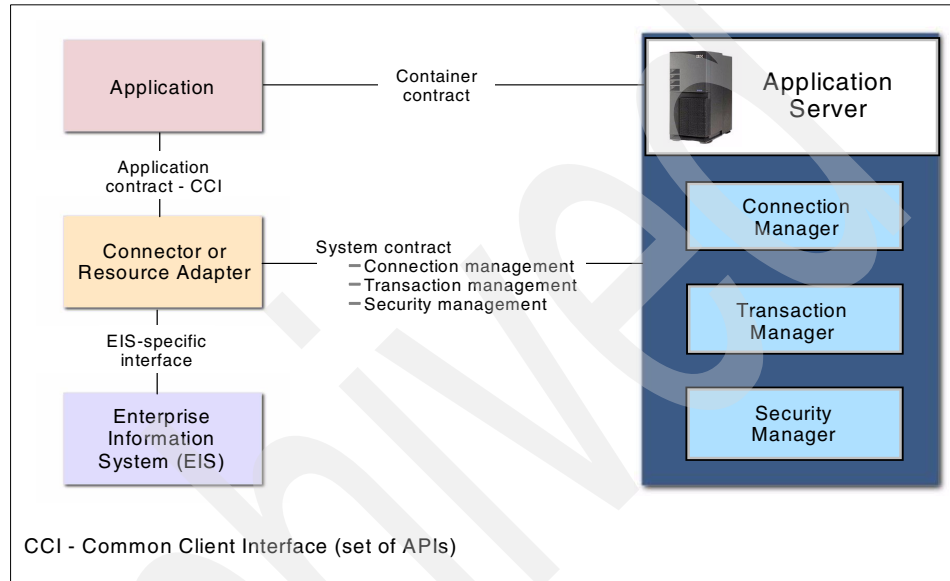 Application
Container
contract
Application
Server
Application
contract - CCI
Connection
Manager
Connector or
Resource Adapter
System contract
– Connection management
– Transaction management
– Security management
Transaction
Manager
EIS-specific
interface
Enterprise
Information
System (EIS)
Security
Manager
CCI - Common Client Interface (set of APIs)